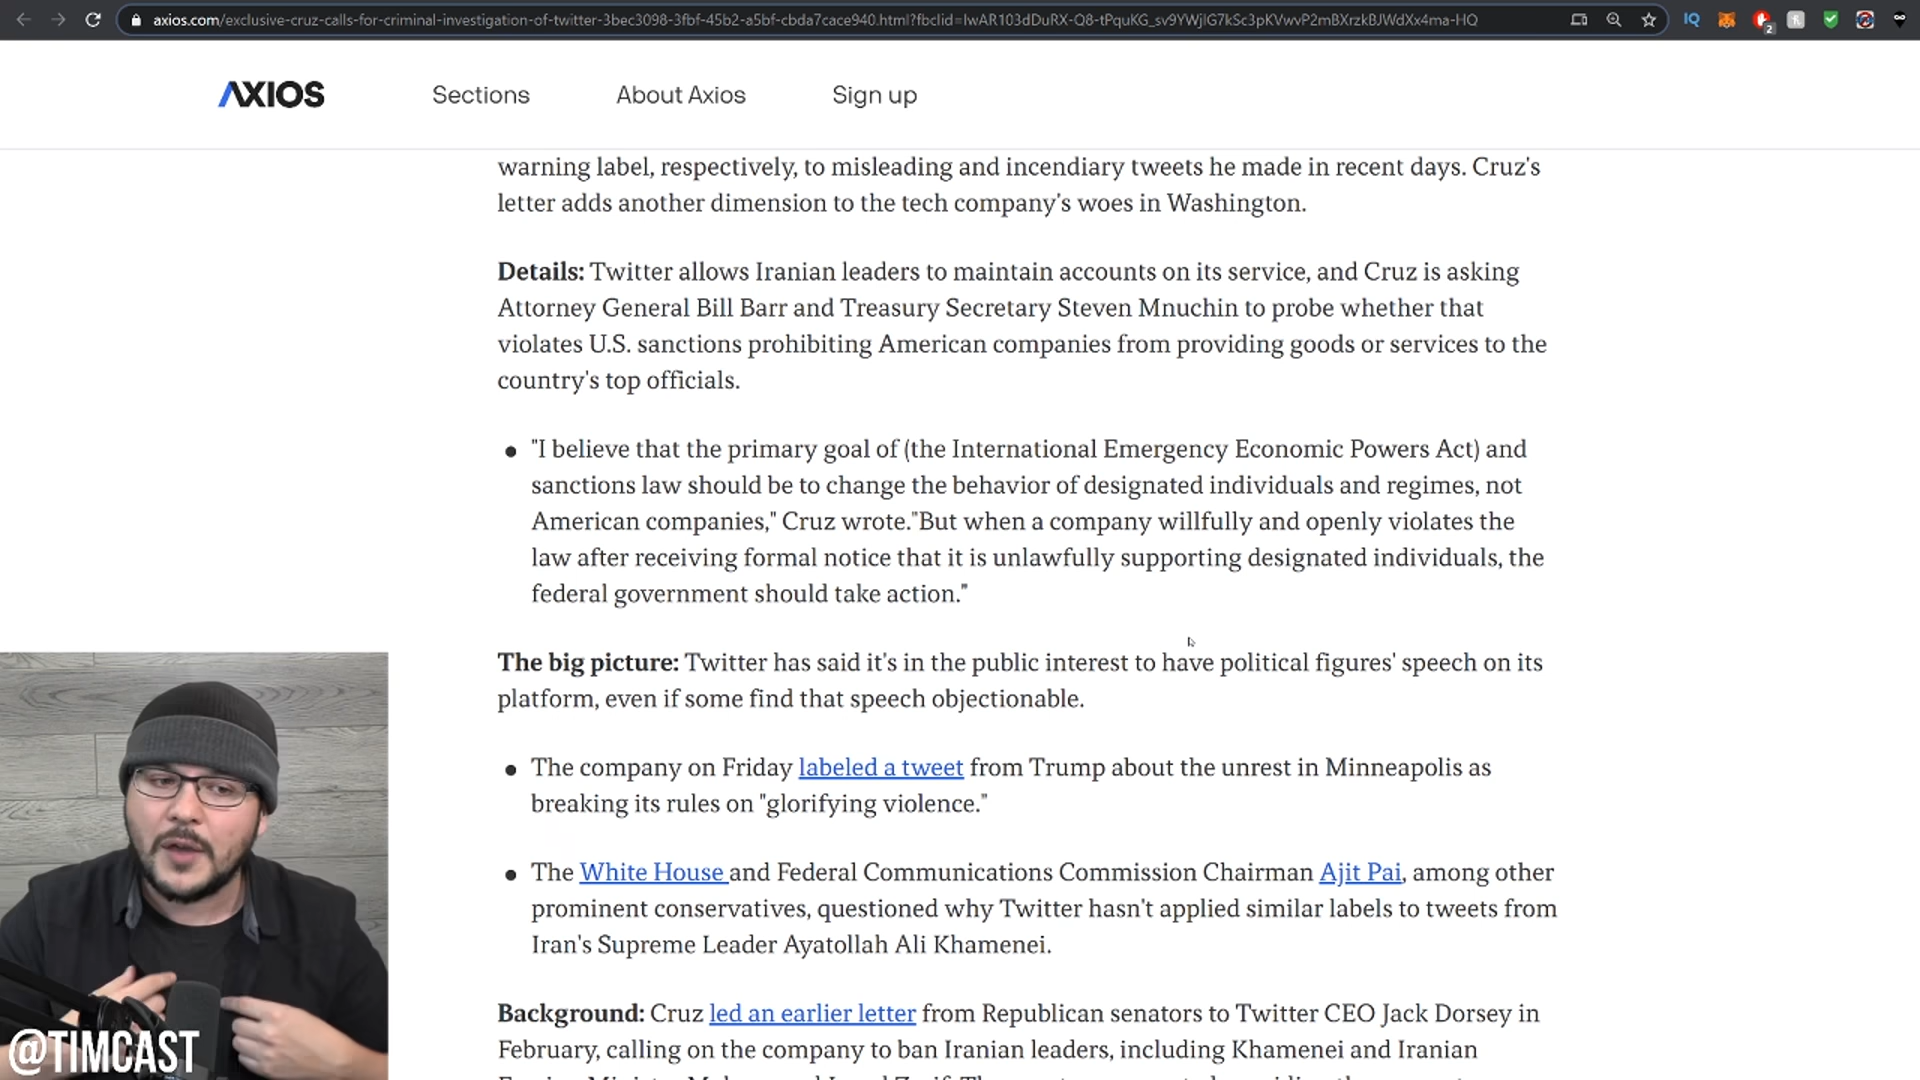 axios.com/exclusive-cruz-calls-for-criminal-investigation-of-twitter-3bec3098-3fbf-45b2-a5bf-cbda7cace940.html?fbclid=IwAR103dDuRX-Q8-tPquKG_sv9YWjlG7kSc3pKVwvP2mBXrzkBJWdXx4ma-HQ
IQ
2
AXIOS
Sections
About Axios
Sign up
warning label, respectively, to misleading and incendiary tweets he made in recent days. Cruz's
letter adds another dimension to the tech company's woes in Washington.
Details: Twitter allows Iranian leaders to maintain accounts on its service, and Cruz is asking
Attorney General Bill Barr and Treasury Secretary Steven Mnuchin to probe whether that
violates U.S. sanctions prohibiting American companies from providing goods or services to the
country's top officials.
"I believe that the primary goal of (the International Emergency Economic Powers Act) and
sanctions law should be to change the behavior of designated individuals and regimes, not
American companies," Cruz wrote."But when a company willfully and openly violates the
law after receiving formal notice that it is unlawfully supporting designated individuals, the
federal government should take action."
The big picture: Twitter has said it's in the public interest to have political figures' speech on its
platform, even if some find that speech objectionable.
The company on Friday labeled a tweet from Trump about the unrest in Minneapolis as
breaking its rules on "glorifying violence."
The White House and Federal Communications Commission Chairman Ajit Pai, among other
prominent conservatives, questioned why Twitter hasn't applied similar labels to tweets from
Iran's Supreme Leader Ayatollah Ali Khamenei.
Background: Cruz led an earlier letter from Republican senators to Twitter CEO Jack Dorsey in
February, calling on the company to ban Iranian leaders, including Khamenei and Iranian
@TIMCAST